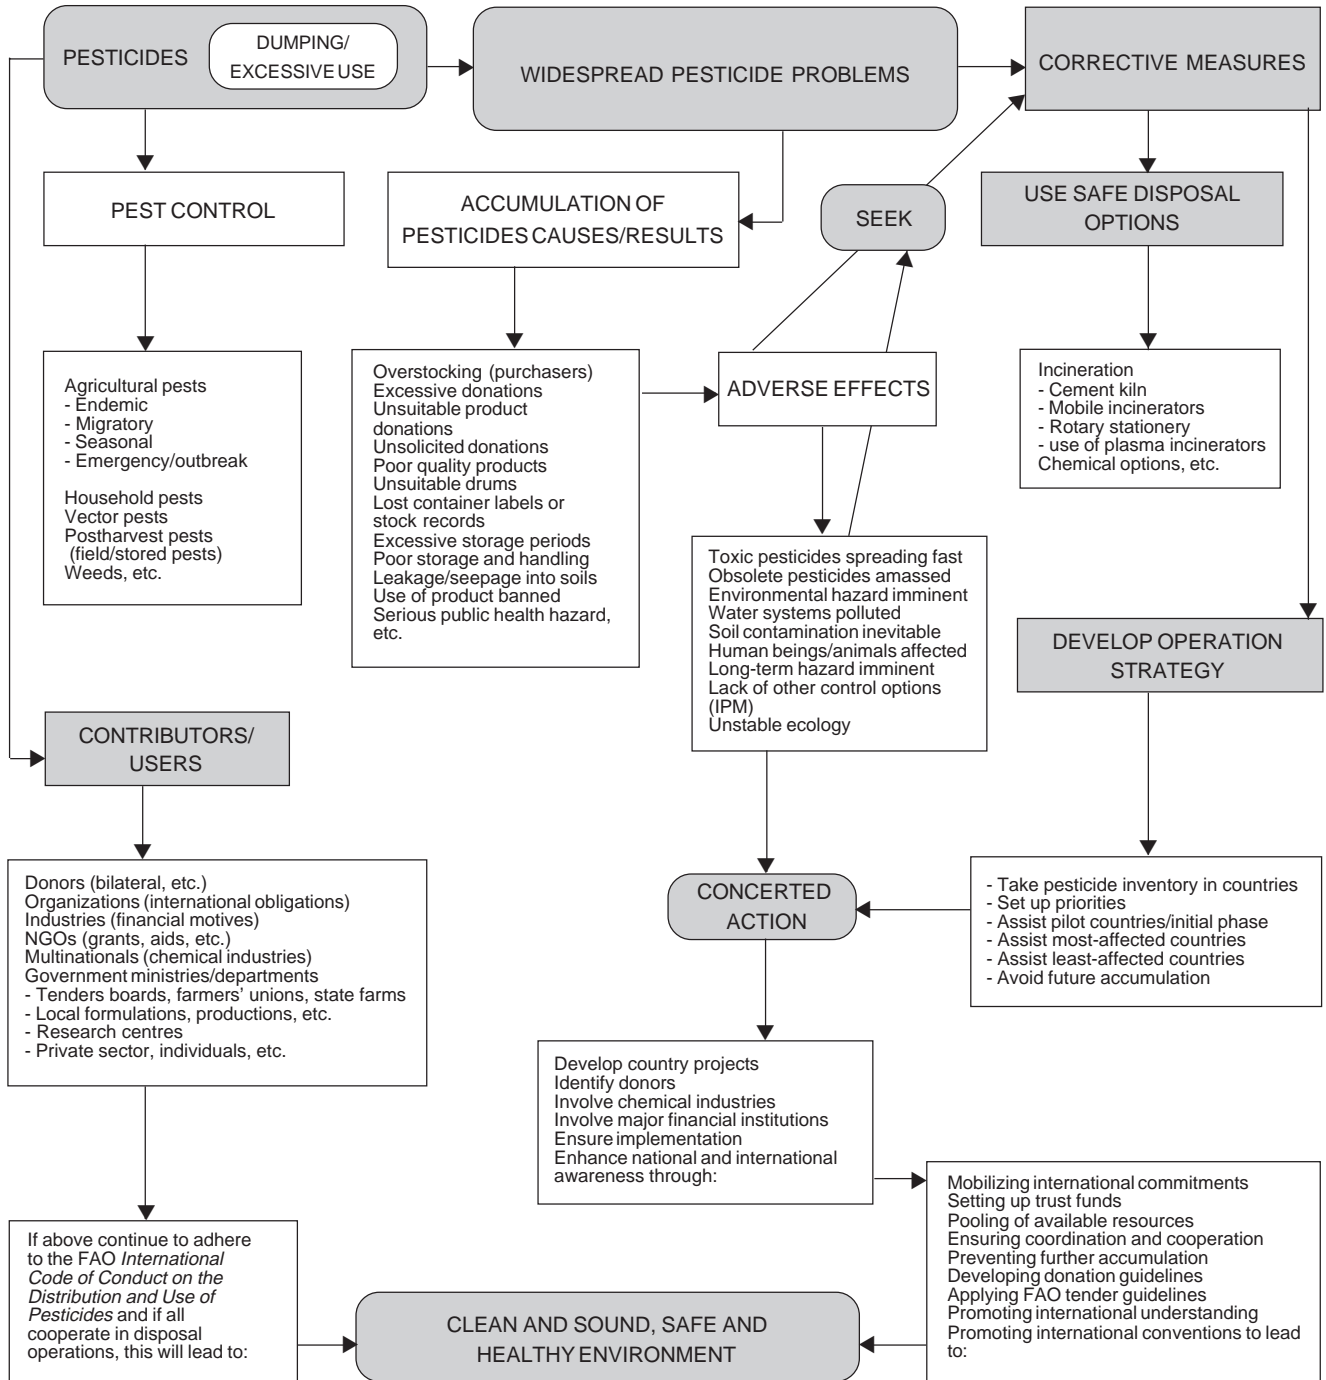 PESTICIDES
DUMPING/
EXCESSIVE USE
WIDESPREAD PESTICIDE PROBLEMS
CORRECTIVE MEASURES
PEST CONTROL
ACCUMULATION OF
PESTICIDES CAUSES/RESULTS
SEEK
USE SAFE DISPOSAL
OPTIONS
Agricultural pests
- Endemic
- Migratory
- Seasonal
- Emergency/outbreak
Household pests
Vector pests
Postharvest pests
(field/stored pests)
Weeds, etc.
Overstocking (purchasers)
Excessive donations
Unsuitable product
donations
Unsolicited donations
Poor quality products
Unsuitable drums
Lost container labels or
stock records
Excessive storage periods
Poor storage and handling
Leakage/seepage into soils
Use of product banned
Serious public health hazard,
etc.
ADVERSE EFFECTS
Incineration
- Cement kiln
- Mobile incinerators
- Rotary stationery
- use of plasma incinerators
Chemical options, etc.
Toxic pesticides spreading fast
Obsolete pesticides amassed
Environmental hazard imminent
Water systems polluted
Soil contamination inevitable
Human beings/animals affected
Long-term hazard imminent
Lack of other control options
(IPM)
Unstable ecology
DEVELOP OPERATION
STRATEGY
CONTRIBUTORS/
USERS
Donors (bilateral, etc.)
Organizations (international obligations)
Industries (financial motives)
NGOs (grants, aids, etc.)
Multinationals (chemical industries)
Government ministries/departments
- Tenders boards, farmers’ unions, state farms
- Local formulations, productions, etc.
- Research centres
- Private sector, individuals, etc.
CONCERTED
ACTION
- Take pesticide inventory in countries
- Set up priorities
- Assist pilot countries/initial phase
- Assist most-affected countries
- Assist least-affected countries
- Avoid future accumulation
Develop country projects
Identify donors
Involve chemical industries
Involve major financial institutions
Ensure implementation
Enhance national and international
awareness through:
Mobilizing international commitments
Setting up trust funds
Pooling of available resources
Ensuring coordination and cooperation
Preventing further accumulation
Developing donation guidelines
Applying FAO tender guidelines
Promoting international understanding
Promoting international conventions to lead
to:
If above continue to adhere
to the FAO International
Code of Conduct on the
Distribution and Use of
Pesticides and if all
cooperate in disposal
operations, this will lead to:
CLEAN AND SOUND, SAFE AND
HEALTHY ENVIRONMENT